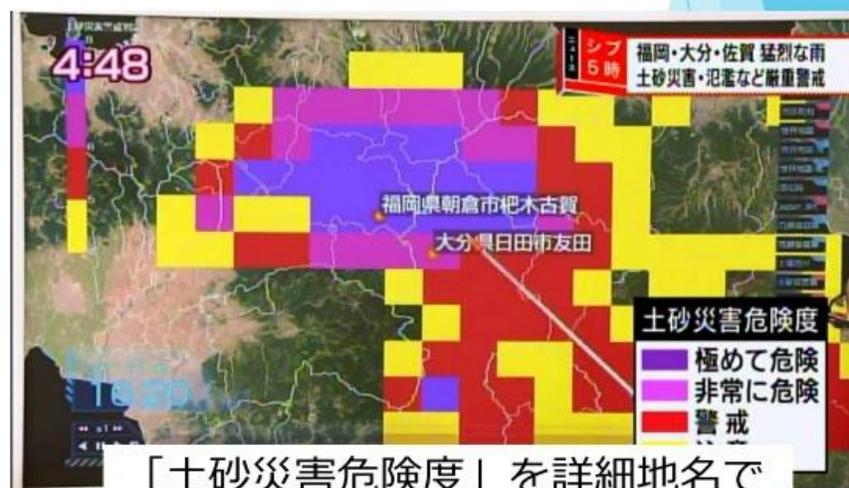 4:48
ニュース
シブ
5時
福岡・大分・佐賀 猛烈な雨
土砂災害・氾濫など厳重警戒
福岡県朝倉市杷木古賀
大分県日田市友田
土砂災害危険度
極めて危険
非常に危険
警戒
「土砂災害危険度」を詳細地名で